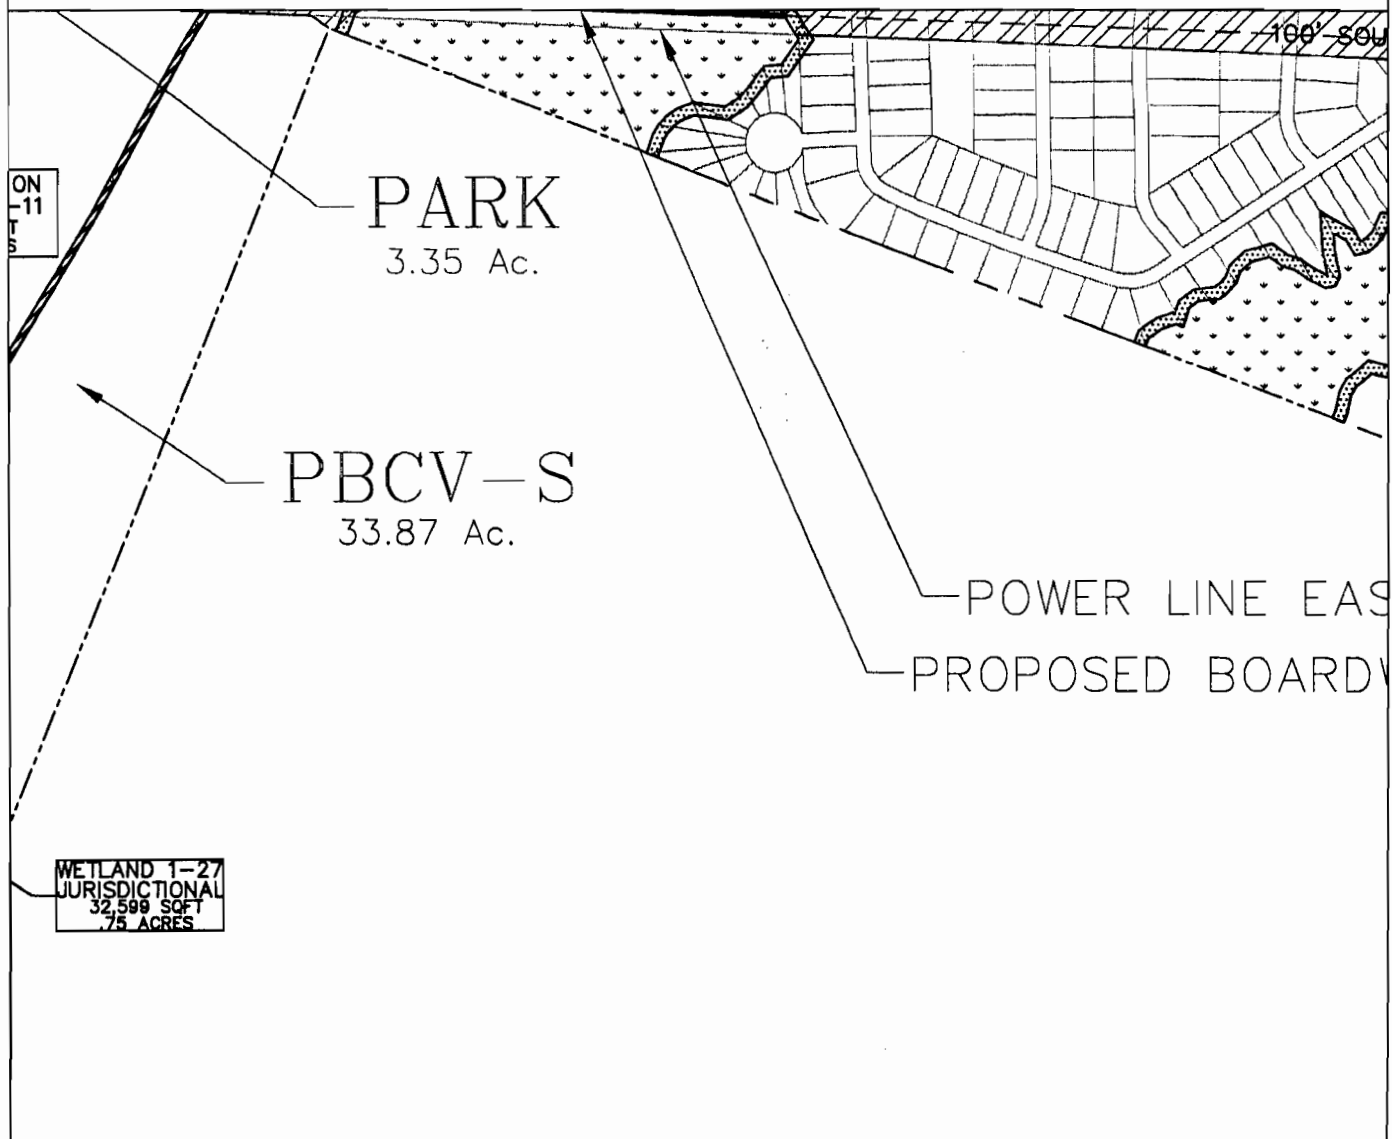 100' SOU
ON
-11
T
S
PARK
3.35 Ac.
PBCV-S
33.87 Ac.
POWER LINE EAS
PROPOSED BOARD
WETLAND 1-27
JURISDICTIONAL
32,599 SQFT
.75 ACRES